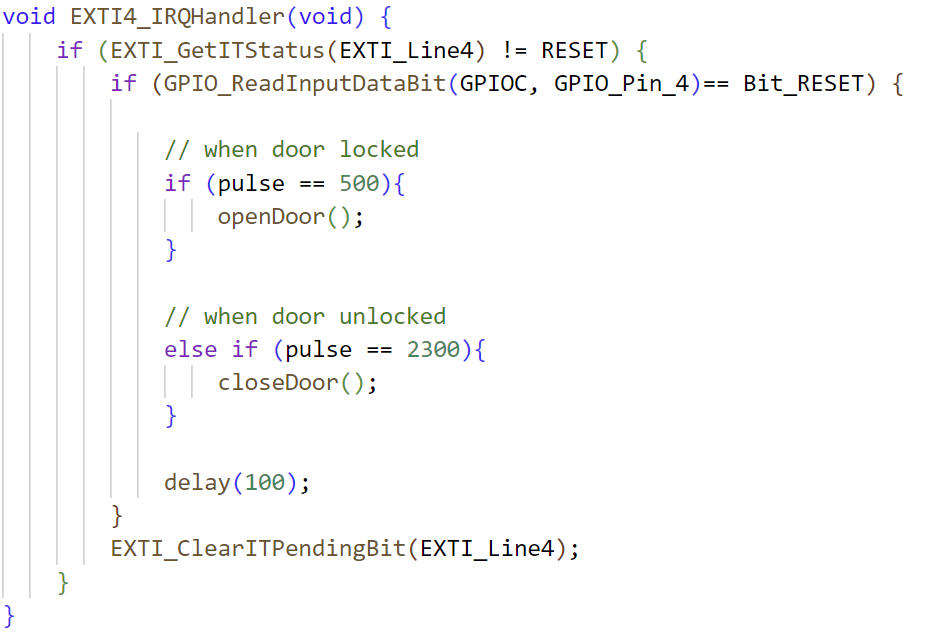 void EXTI4_IRQHandler(void) {
    if (EXTI_GetITStatus(EXTI_Line4) != RESET) {
        if (GPIO_ReadInputDataBit(GPIOC, GPIO_Pin_4)== Bit_RESET) {

            // when door locked
            if (pulse == 500){
                openDoor();
            }

            // when door unlocked
            else if (pulse == 2300){
                closeDoor();
            }

            delay(100);
        }
        EXTI_ClearITPendingBit(EXTI_Line4);
    }
}